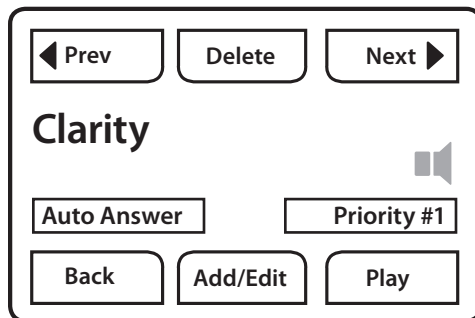 Prev Delete Next
Clarity
Auto Answer Priority #1
Back Add/Edit Play